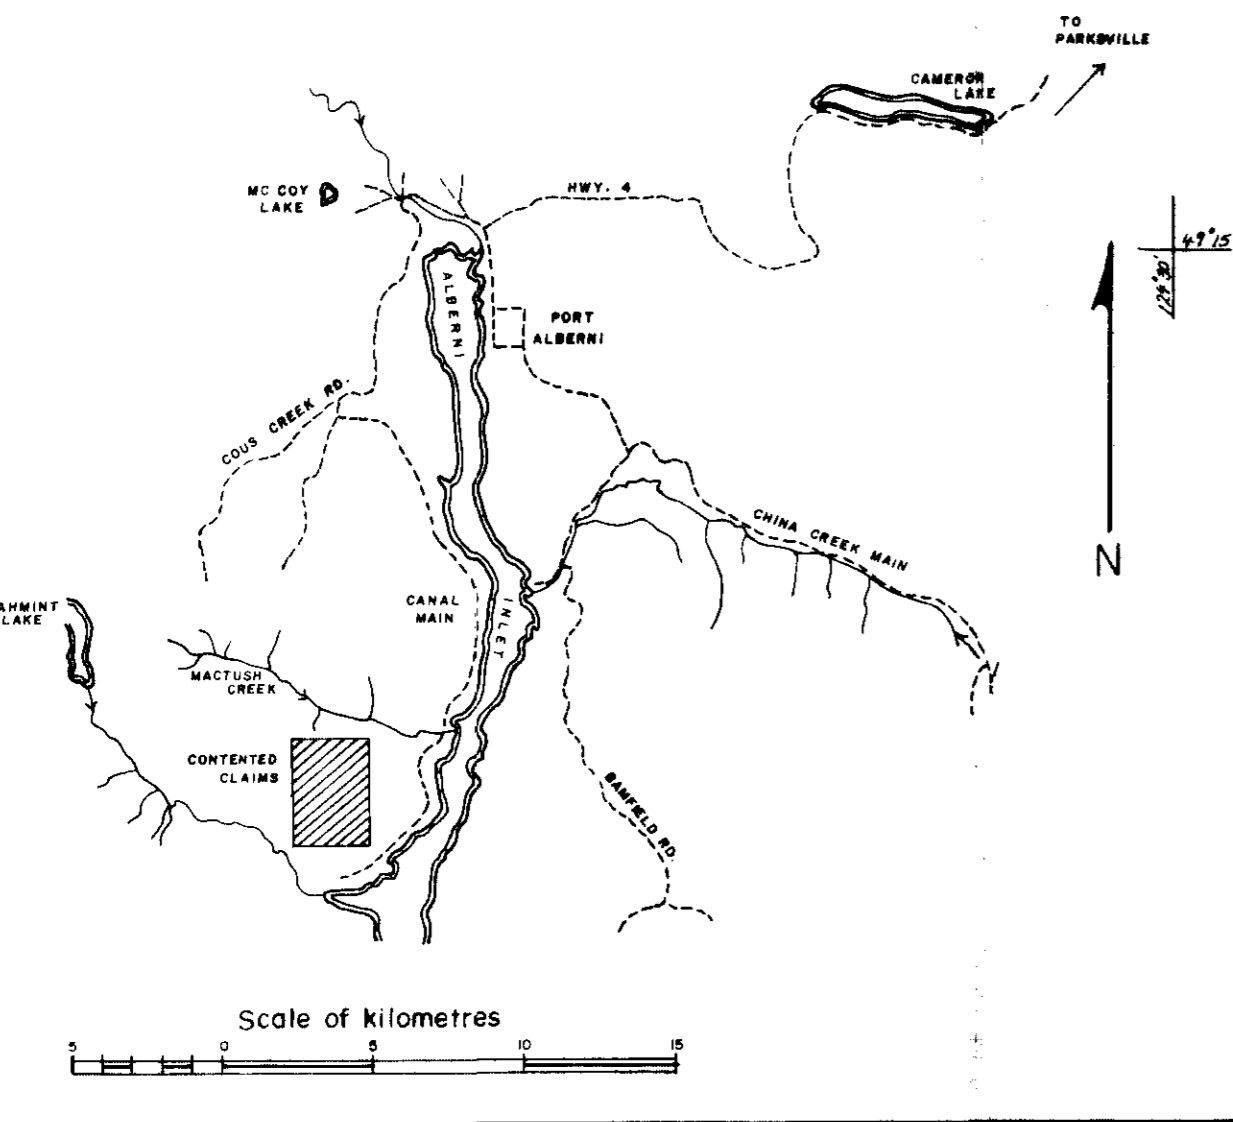 TO
PARKSVILLE
CAMERON
LAKE
MC COY
LAKE
HWY. 4
49°15
124°30'
ALBERNI
PORT
ALBERNI
COUS CREEK RD.
CHINA CREEK MAIN
N
AHMINT
LAKE
CANAL
MAIN
INLET
MACTUSH
CREEK
CONTENTED
CLAIMS
BAMFIELD RD.
Scale of kilometres
5 0 5 10 15